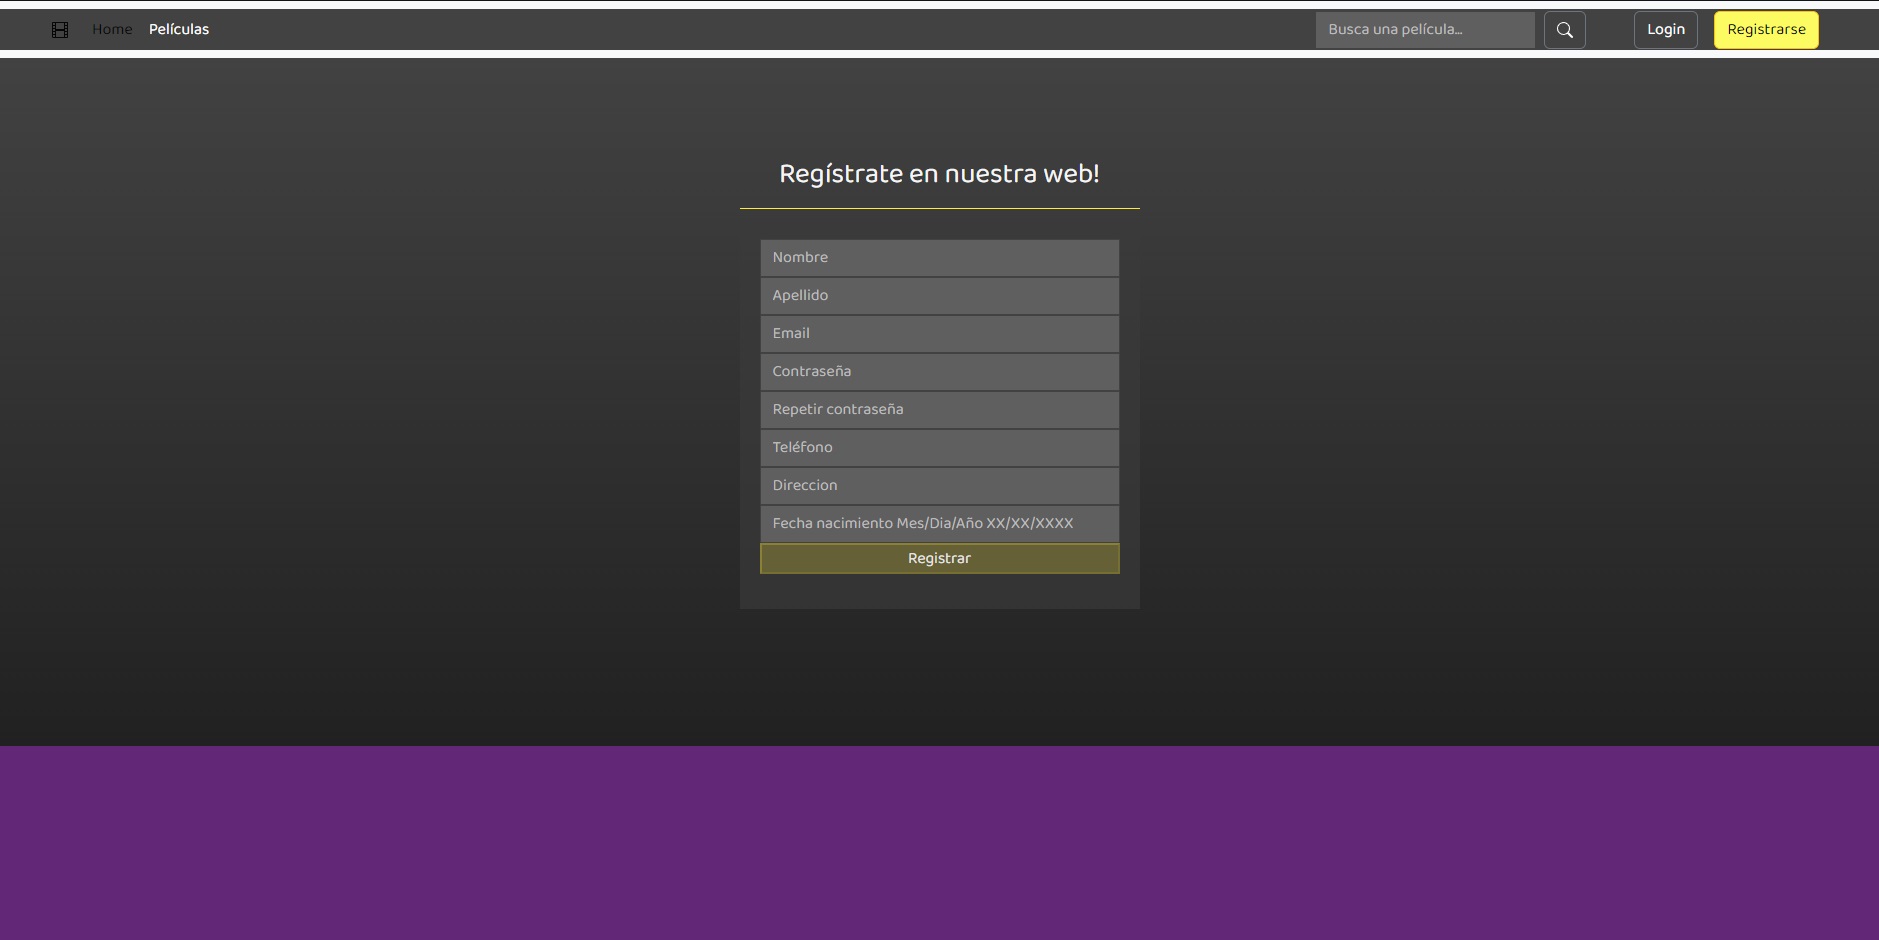 Home Películas Busca una película... Login Registrarse
Regístrate en nuestra web!
Nombre
Apellido
Email
Contraseña
Repetir contraseña
Teléfono
Direccion
Fecha nacimiento Mes/Dia/Año XX/XX/XXXX
Registrar